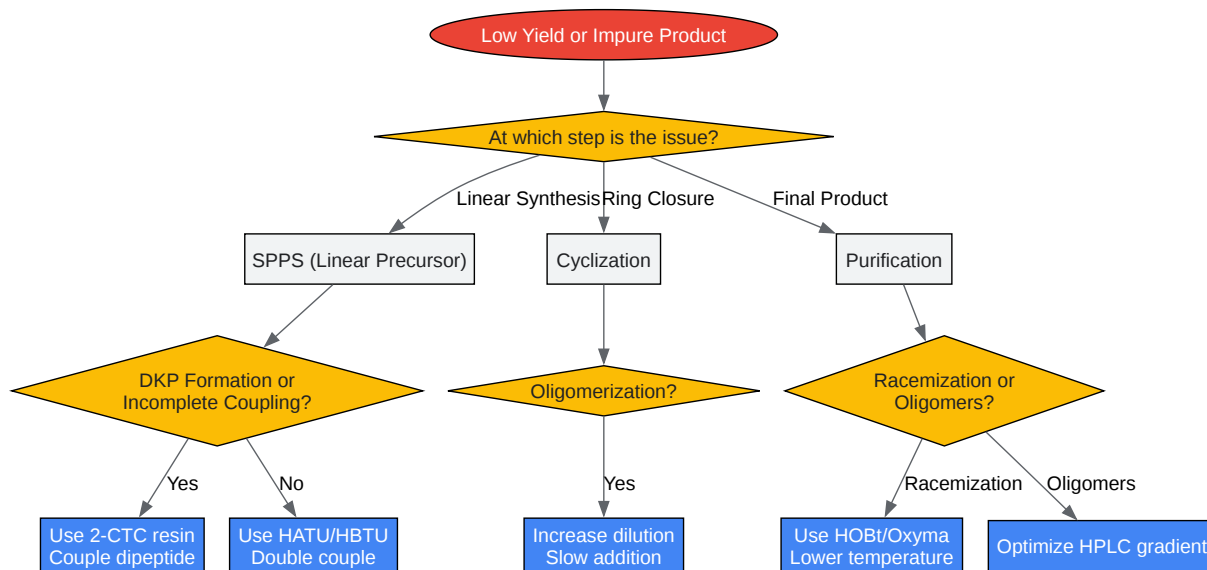 Low Yield or Impure Product
At which step is the issue?
Linear Synthesis
Ring Closure
Final Product
SPPS (Linear Precursor)
Cyclization
Purification
DKP Formation or
Incomplete Coupling?
Oligomerization?
Racemization or
Oligomers?
Yes
No
Yes
Racemization
Oligomers
Use 2-CTC resin
Couple dipeptide
Use HATU/HBTU
Double couple
Increase dilution
Slow addition
Use HOBt/Oxyma
Lower temperature
Optimize HPLC gradient